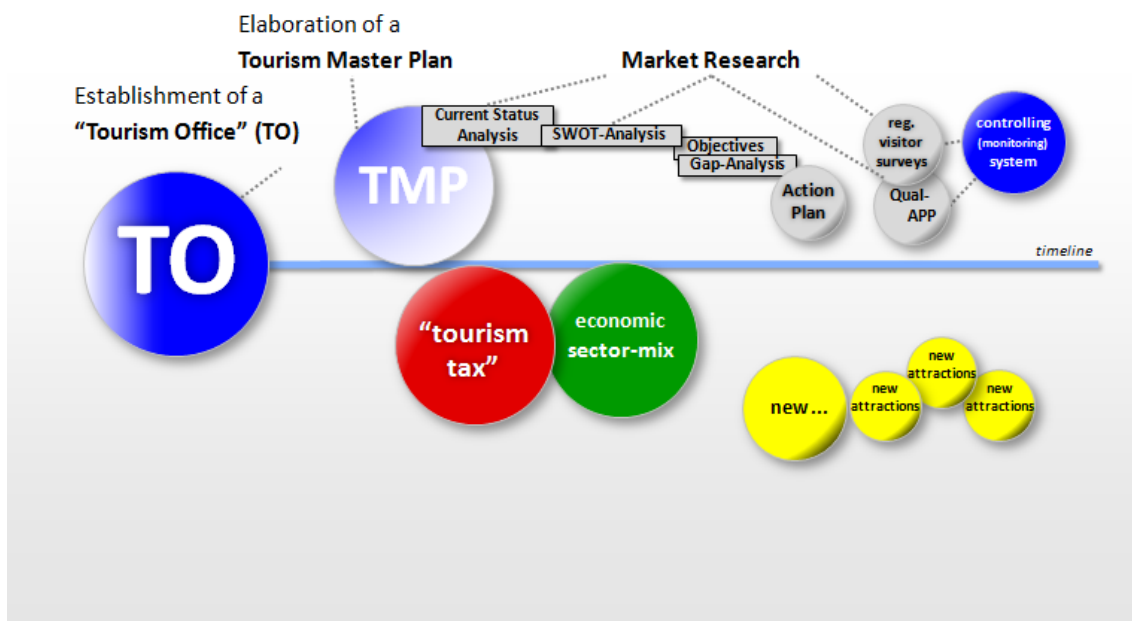 Elaboration of a
Tourism Master Plan
Market Research
Establishment of a
“Tourism Office” (TO)
Current Status
Analysis
SWOT-Analysis
Objectives
Gap-Analysis
Action
Plan
reg.
visitor
surveys
Qual-
APP
controlling
(monitoring)
system
TMP
TO
timeline
“tourism
tax”
economic
sector-mix
new...
new
attractions
new
attractions
new
attractions